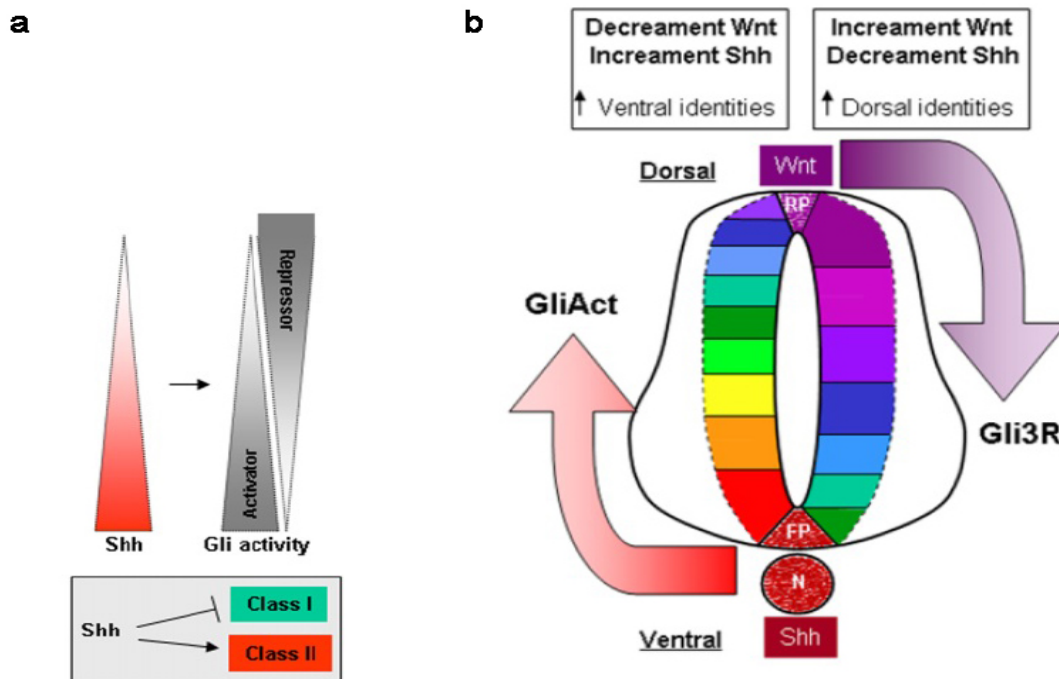 a
Repressor
Activator
Shh
Gli activity
Shh
Class I
Class II
b
Decreament Wnt
Increament Shh
↑ Ventral identities
Increament Wnt
Decreament Shh
↑ Dorsal identities
Dorsal
Wnt
RP
GliAct
Gli3R
FP
N
Ventral
Shh